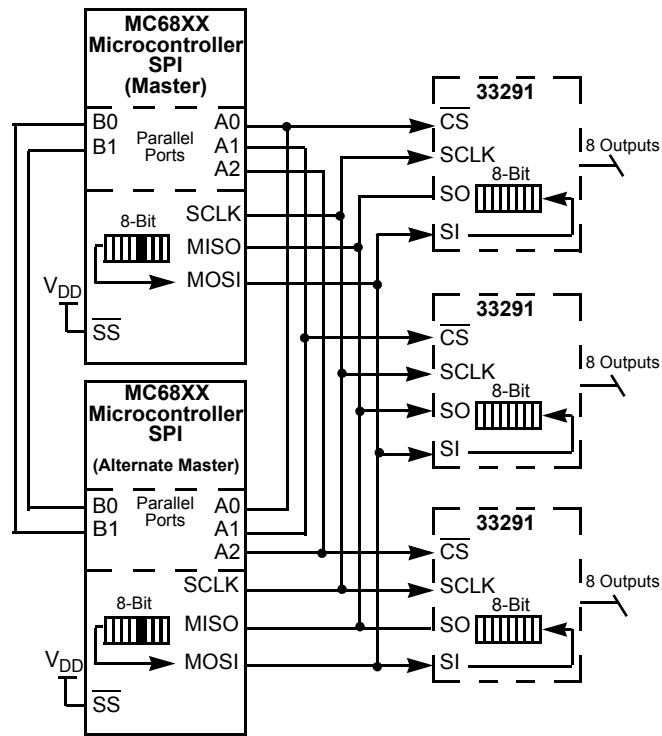 MC68XX
Microcontroller
SPI
(Master)
B0
B1
Parallel
Ports
A0
A1
A2
SCLK
8-Bit
MISO
MOSI
VDD
SS
MC68XX
Microcontroller
SPI
(Alternate Master)
B0
B1
Parallel
Ports
A0
A1
A2
SCLK
8-Bit
MISO
MOSI
VDD
SS
33291
CS
SCLK
8-Bit
SO
SI
8 Outputs
33291
CS
SCLK
8-Bit
SO
SI
8 Outputs
33291
CS
SCLK
8-Bit
SO
SI
8 Outputs